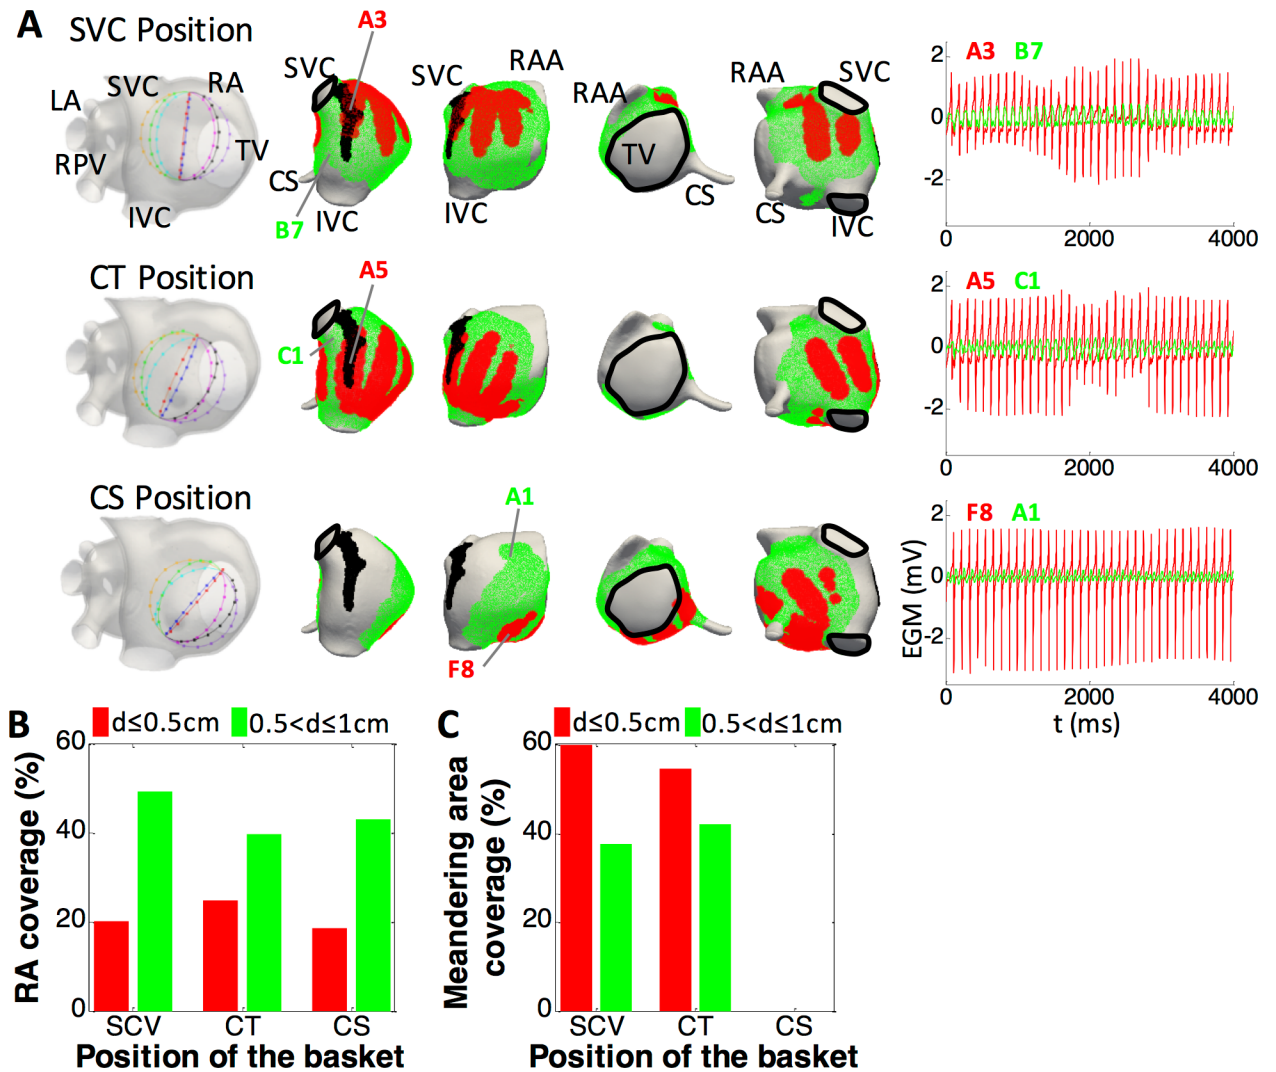 A
SVC Position
SVC
RA
LA
RPV
TV
IVC
A3
SVC
CS
B7
IVC
SVC
RAA
IVC
RAA
TV
CS
RAA
SVC
CS
IVC
A3 B7
2
0
-2
0 2000 4000
CT Position
A5
C1
A5 C1
2
0
-2
0 2000 4000
CS Position
A1
F8
F8 A1
2
0
-2
EGM (mV)
0 2000 4000
t (ms)
B
d≤0.5cm 0.5<d≤1cm
RA coverage (%)
60
40
20
0
SCV CT CS
Position of the basket
C
d≤0.5cm 0.5<d≤1cm
Meandering area
coverage (%)
60
40
20
0
SCV CT CS
Position of the basket